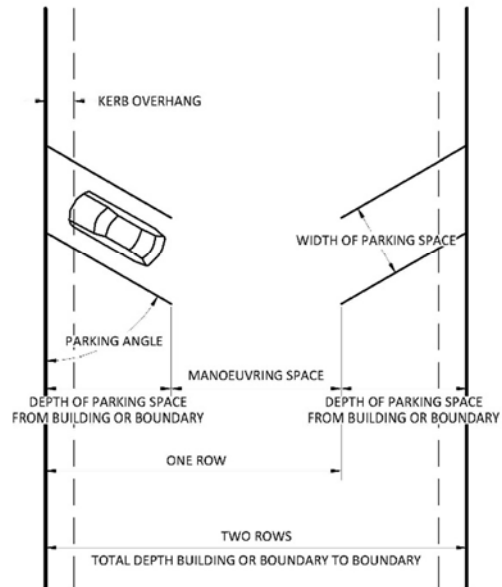 KERB OVERHANG
WIDTH OF PARKING SPACE
PARKING ANGLE
MANOEUVRING SPACE
DEPTH OF PARKING SPACE
FROM BUILDING OR BOUNDARY
DEPTH OF PARKING SPACE
FROM BUILDING OR BOUNDARY
ONE ROW
TWO ROWS
TOTAL DEPTH BUILDING OR BOUNDARY TO BOUNDARY